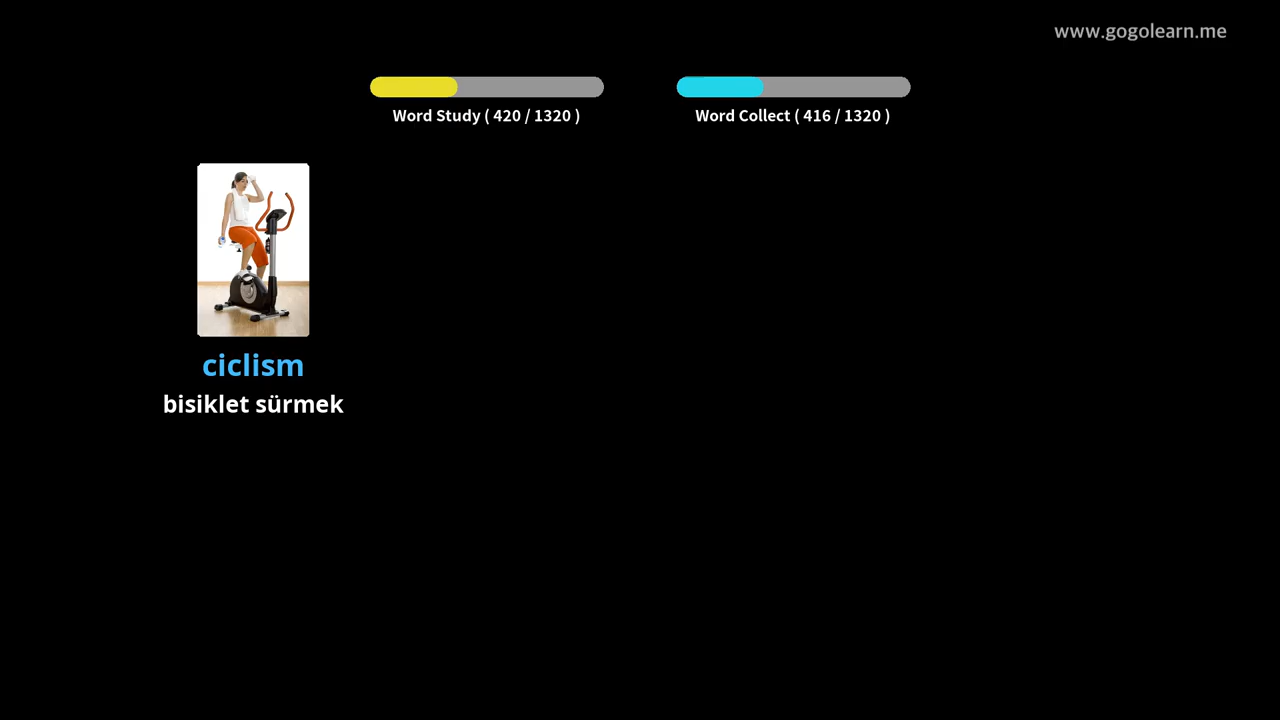 www.gogolearn.me
Word Study ( 420 / 1320 )
Word Collect ( 416 / 1320 )
ciclism
bisiklet sürmek